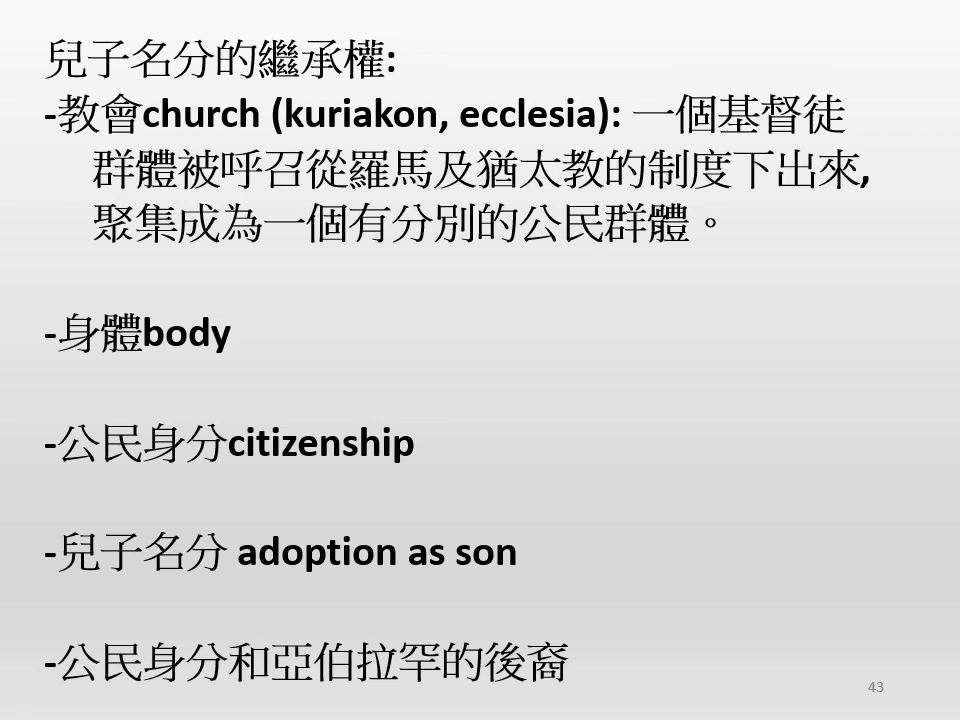 兒子名分的繼承權:
-教會church (kuriakon, ecclesia): 一個基督徒
群體被呼召從羅馬及猶太教的制度下出來,
聚集成為一個有分別的公民群體。
-身體body
-公民身分citizenship
-兒子名分 adoption as son
-公民身分和亞伯拉罕的後裔
43